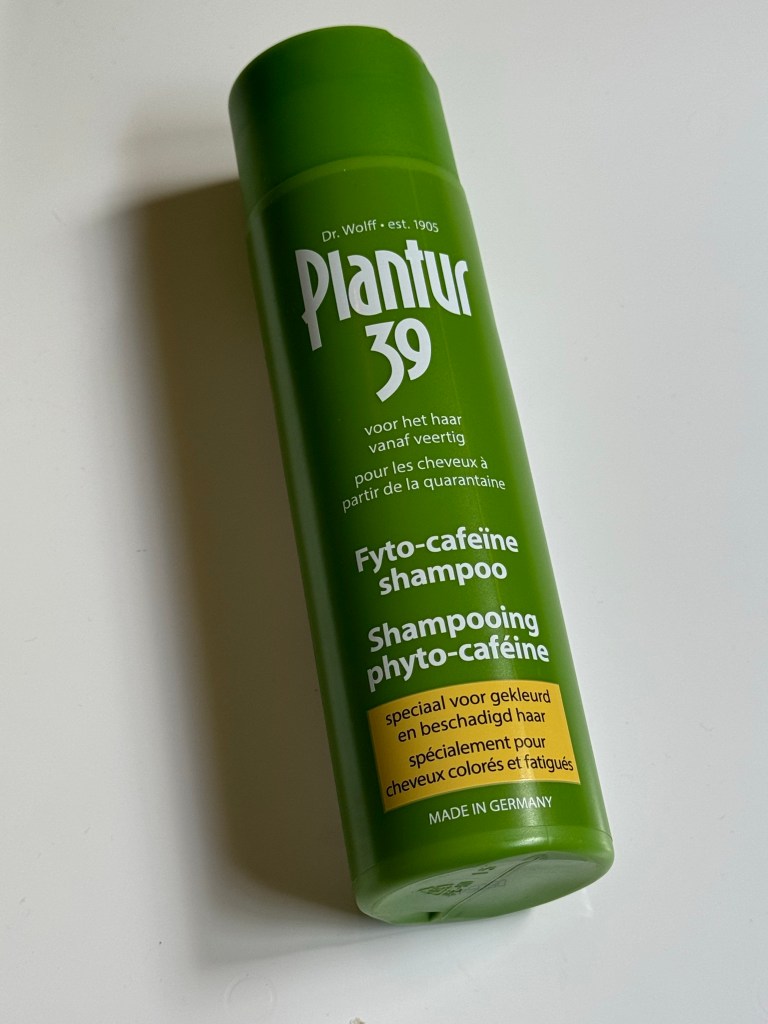 Dr. Wolff • est. 1905
Plantur
39
voor het haar
vanaf veertig
pour les cheveux à
partir de la quarantaine
Fyto-cafeïne
shampoo
Shampooing
phyto-caféine
speciaal voor gekleurd
en beschadigd haar
spécialement pour
cheveux colorés et fatigués
MADE IN GERMANY